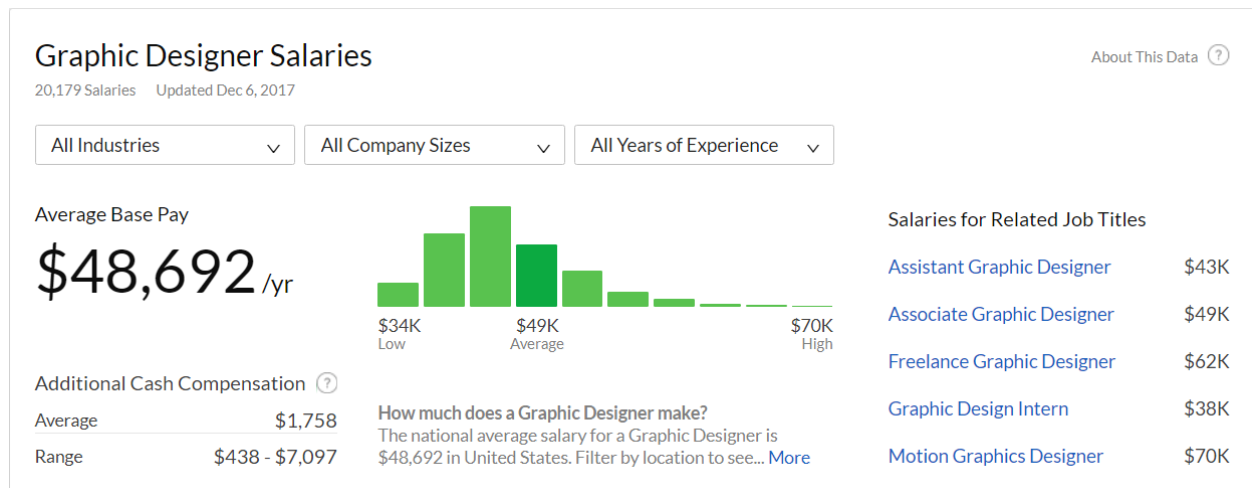 Graphic Designer Salaries
About This Data ?
20,179 Salaries Updated Dec 6, 2017
All Industries
All Company Sizes
All Years of Experience
Average Base Pay
$48,692 /yr
$34K
Low
$49K
Average
$70K
High
Additional Cash Compensation ?
Average $1,758
Range $438 - $7,097
How much does a Graphic Designer make?
The national average salary for a Graphic Designer is
$48,692 in United States. Filter by location to see... More
Salaries for Related Job Titles
Assistant Graphic Designer $43K
Associate Graphic Designer $49K
Freelance Graphic Designer $62K
Graphic Design Intern $38K
Motion Graphics Designer $70K